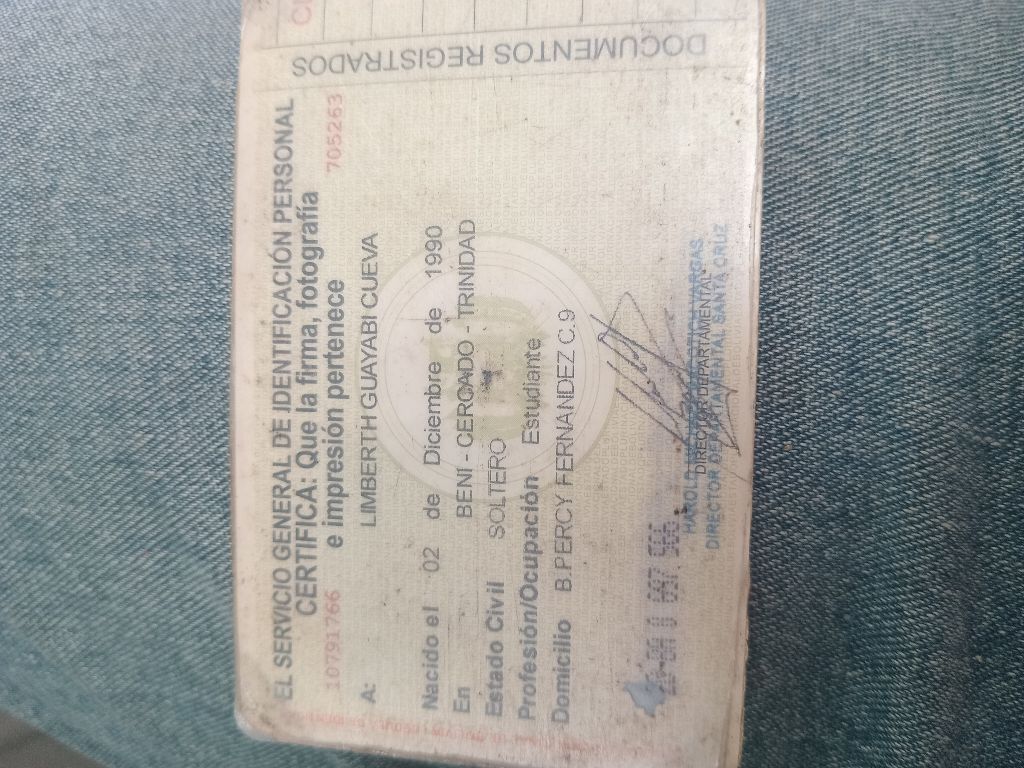 EL SERVICIO GENERAL DE IDENTIFICACIÓN PERSONAL
CERTIFICA: Que la firma, fotografía
10791766 e impresión pertenece 705263
A: LIMBERTH GUAYABI CUEVA
Nacido el 02 de Diciembre de 1990
En BENI - CERCADO - TRINIDAD
Estado Civil SOLTERO
Profesión/Ocupación Estudiante
Domicilio B.PERCY FERNANDEZ C.9
HAROLD VARGAS
DIRECTOR DEPARTAMENTAL
DIRECTOR DEPARTAMENTAL SANTA CRUZ
DOCUMENTOS REGISTRADOS